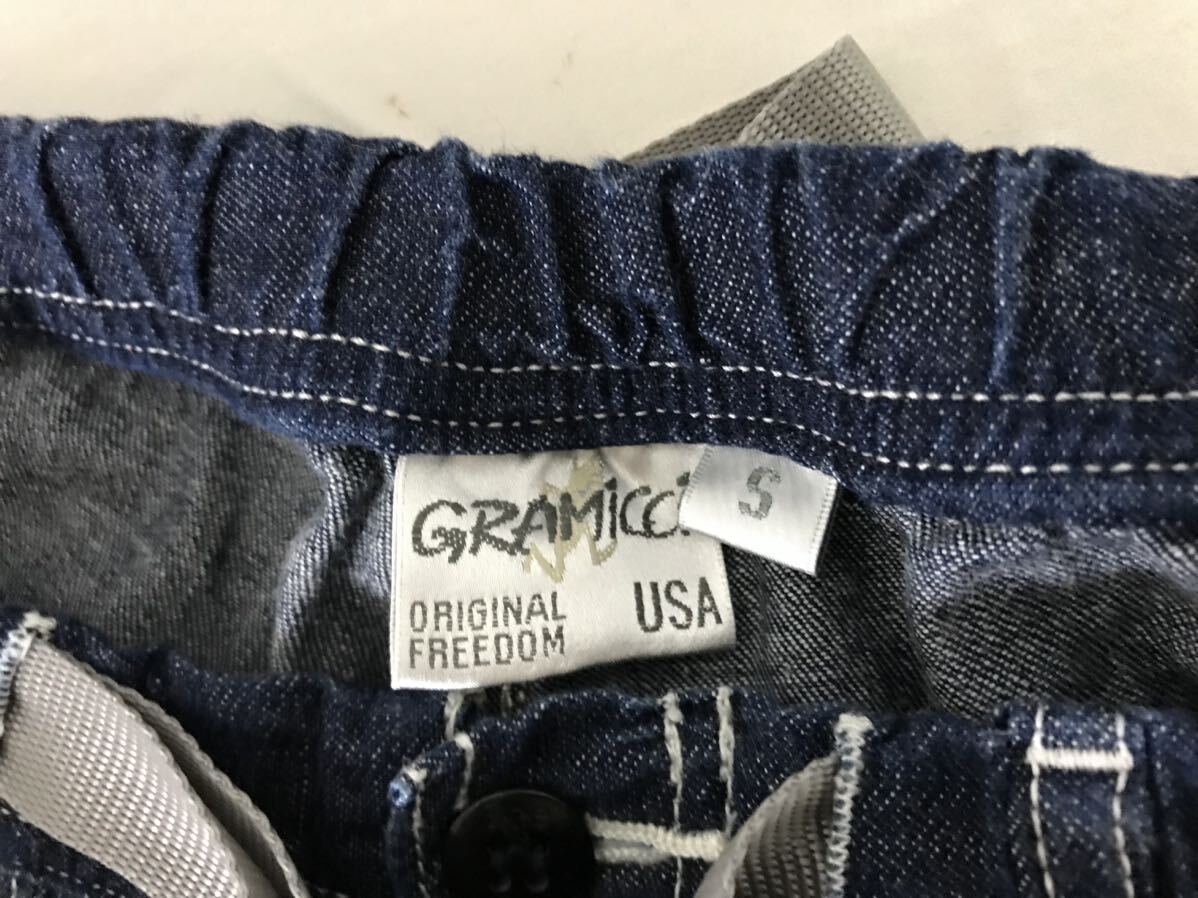 GRAMiCCi
S
ORIGINAL
FREEDOM
USA